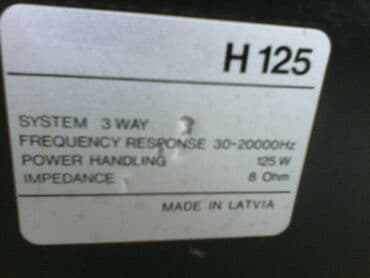 H 125
SYSTEM 3 WAY
FREQUENCY RESPONSE 30-20000Hz
POWER HANDLING 125 W
IMPEDANCE 8 Ohm
MADE IN LATVIA